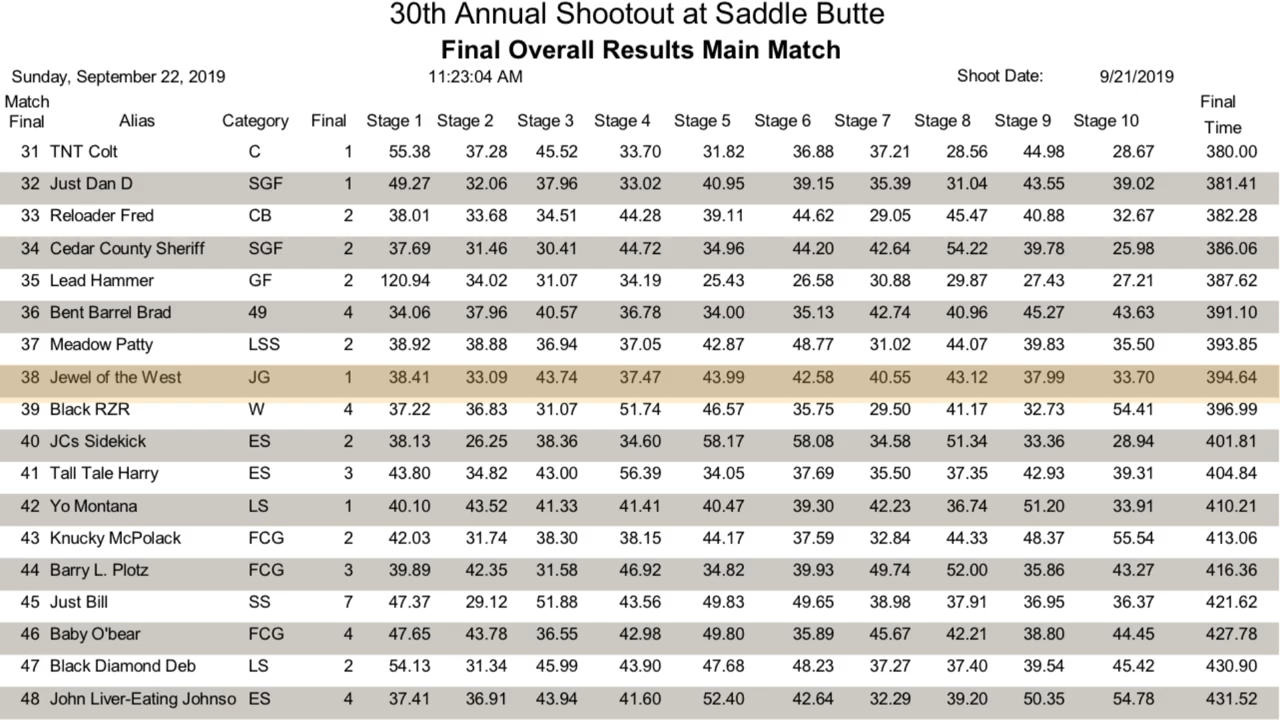 30th Annual Shootout at Saddle Butte
Final Overall Results Main Match
Sunday, September 22, 2019 11:23:04 AM Shoot Date: 9/21/2019
Match Final Alias Category Final Stage 1 Stage 2 Stage 3 Stage 4 Stage 5 Stage 6 Stage 7 Stage 8 Stage 9 Stage 10 Final Time
31 TNT Colt C 1 55.38 37.28 45.52 33.70 31.82 36.88 37.21 28.56 44.98 28.67 380.00
32 Just Dan D SGF 1 49.27 32.06 37.96 33.02 40.95 39.15 35.39 31.04 43.55 39.02 381.41
33 Reloader Fred CB 2 38.01 33.68 34.51 44.28 39.11 44.62 29.05 45.47 40.88 32.67 382.28
34 Cedar County Sheriff SGF 2 37.69 31.46 30.41 44.72 34.96 44.20 42.64 54.22 39.78 25.98 386.06
35 Lead Hammer GF 2 120.94 34.02 31.07 34.19 25.43 26.58 30.88 29.87 27.43 27.21 387.62
36 Bent Barrel Brad 49 4 34.06 37.96 40.57 36.78 34.00 35.13 42.74 40.96 45.27 43.63 391.10
37 Meadow Patty LSS 2 38.92 38.88 36.94 37.05 42.87 48.77 31.02 44.07 39.83 35.50 393.85
38 Jewel of the West JG 1 38.41 33.09 43.74 37.47 43.99 42.58 40.55 43.12 37.99 33.70 394.64
39 Black RZR W 4 37.22 36.83 31.07 51.74 46.57 35.75 29.50 41.17 32.73 54.41 396.99
40 JCs Sidekick ES 2 38.13 26.25 38.36 34.60 58.17 58.08 34.58 51.34 33.36 28.94 401.81
41 Tall Tale Harry ES 3 43.80 34.82 43.00 56.39 34.05 37.69 35.50 37.35 42.93 39.31 404.84
42 Yo Montana LS 1 40.10 43.52 41.33 41.41 40.47 39.30 42.23 36.74 51.20 33.91 410.21
43 Knucky McPolack FCG 2 42.03 31.74 38.30 38.15 44.17 37.59 32.84 44.33 48.37 55.54 413.06
44 Barry L. Plotz FCG 3 39.89 42.35 31.58 46.92 34.82 39.93 49.74 52.00 35.86 43.27 416.36
45 Just Bill SS 7 47.37 29.12 51.88 43.56 49.83 49.65 38.98 37.91 36.95 36.37 421.62
46 Baby O'bear FCG 4 47.65 43.78 36.55 42.98 49.80 35.89 45.67 42.21 38.80 44.45 427.78
47 Black Diamond Deb LS 2 54.13 31.34 45.99 43.90 47.68 48.23 37.27 37.40 39.54 45.42 430.90
48 John Liver-Eating Johnso ES 4 37.41 36.91 43.94 41.60 52.40 42.64 32.29 39.20 50.35 54.78 431.52